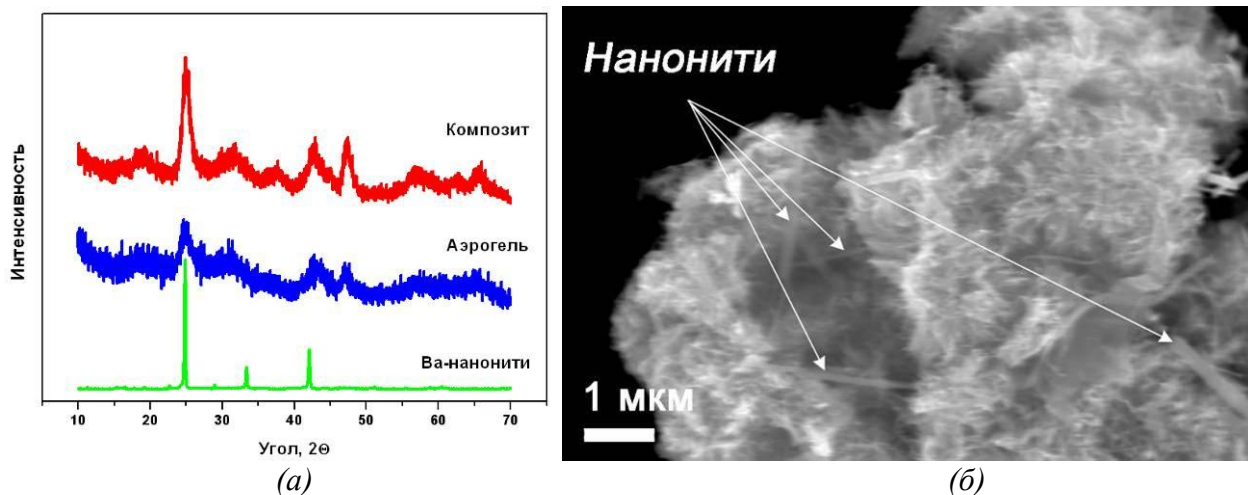 Интенсивность
Композит
Аэрогель
Ва-нанонити
10 20 30 40 50 60 70
Угол, 2Θ
(а)
Нанонити
1 мкм
(б)